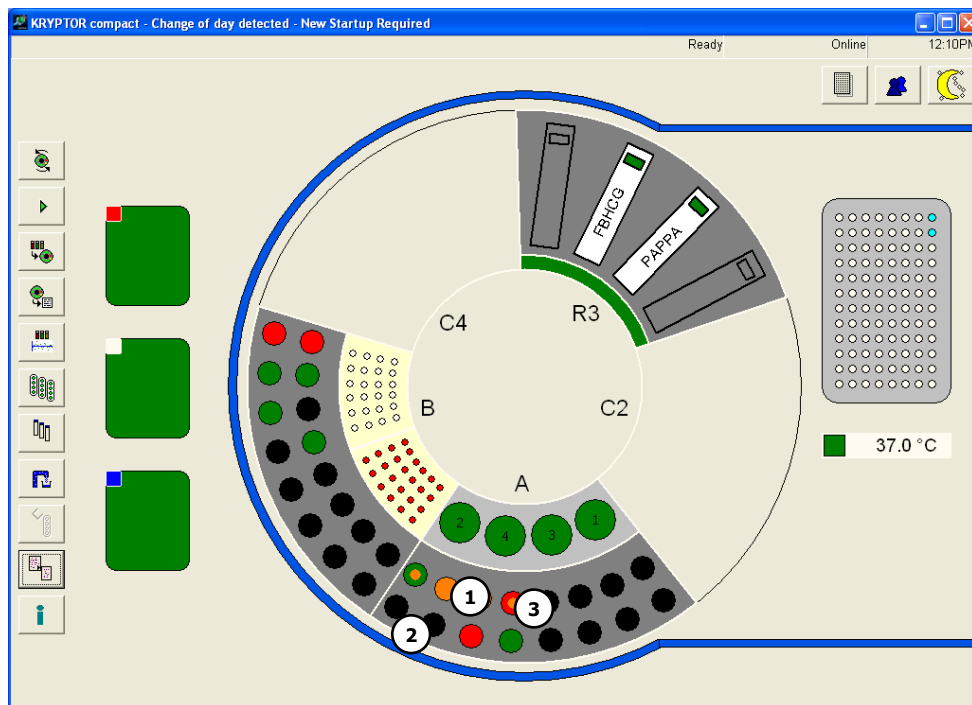 KRYPTOR compact - Change of day detected - New Startup Required
Ready
Online
12:10PM
FBHCG
PAPPA
C4
R3
B
C2
A
37.0 °C
2
4
3
1
1
3
2
i